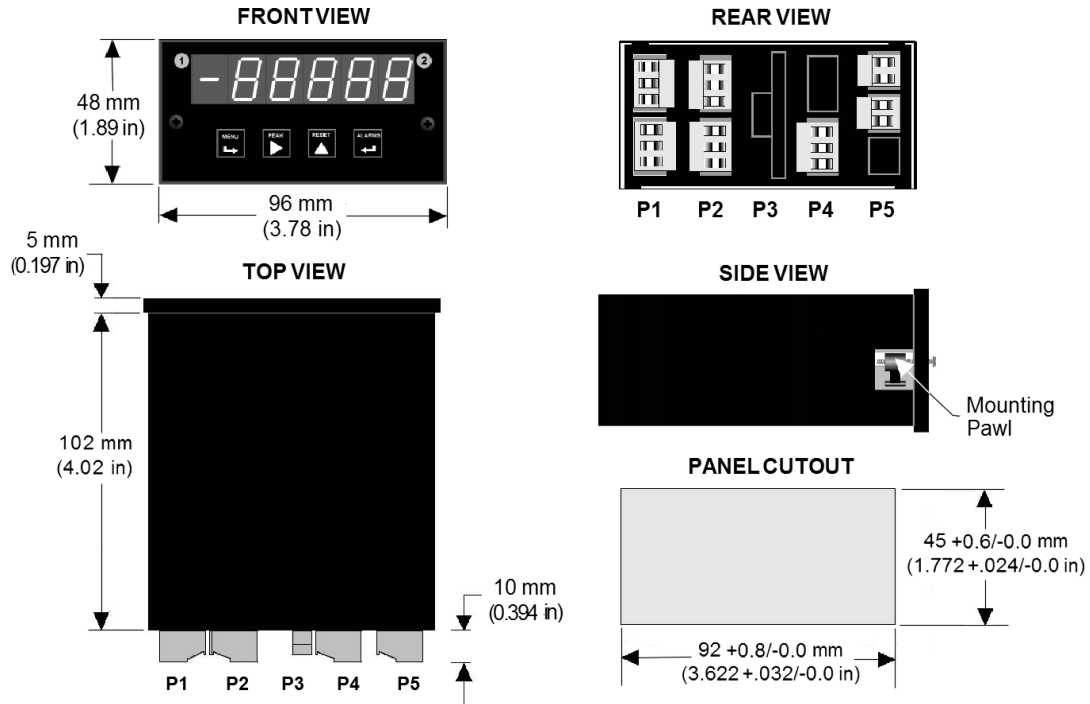 FRONT VIEW
1
-88888
2
MENU
PEAK
RESET
ALARMS
48 mm
(1.89 in)
96 mm
(3.78 in)
REAR VIEW
P1 P2 P3 P4 P5
5 mm
(0.197 in)
TOP VIEW
102 mm
(4.02 in)
10 mm
(0.394 in)
P1 P2 P3 P4 P5
SIDE VIEW
Mounting
Pawl
PANEL CUTOUT
45 +0.6/-0.0 mm
(1.772 +.024/-0.0 in)
92 +0.8/-0.0 mm
(3.622 +.032/-0.0 in)